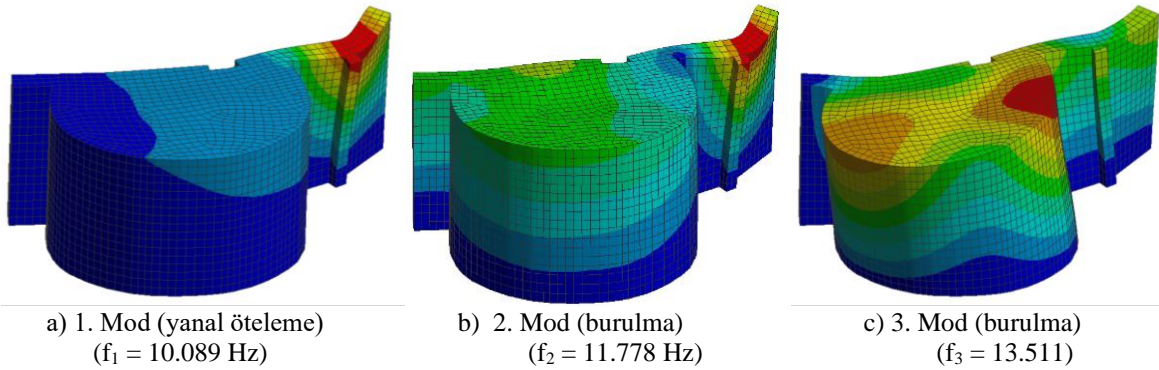 a) 1. Mod (yanal öteleme)
(f₁ = 10.089 Hz)
b) 2. Mod (burulma)
(f₂ = 11.778 Hz)
c) 3. Mod (burulma)
(f₃ = 13.511)